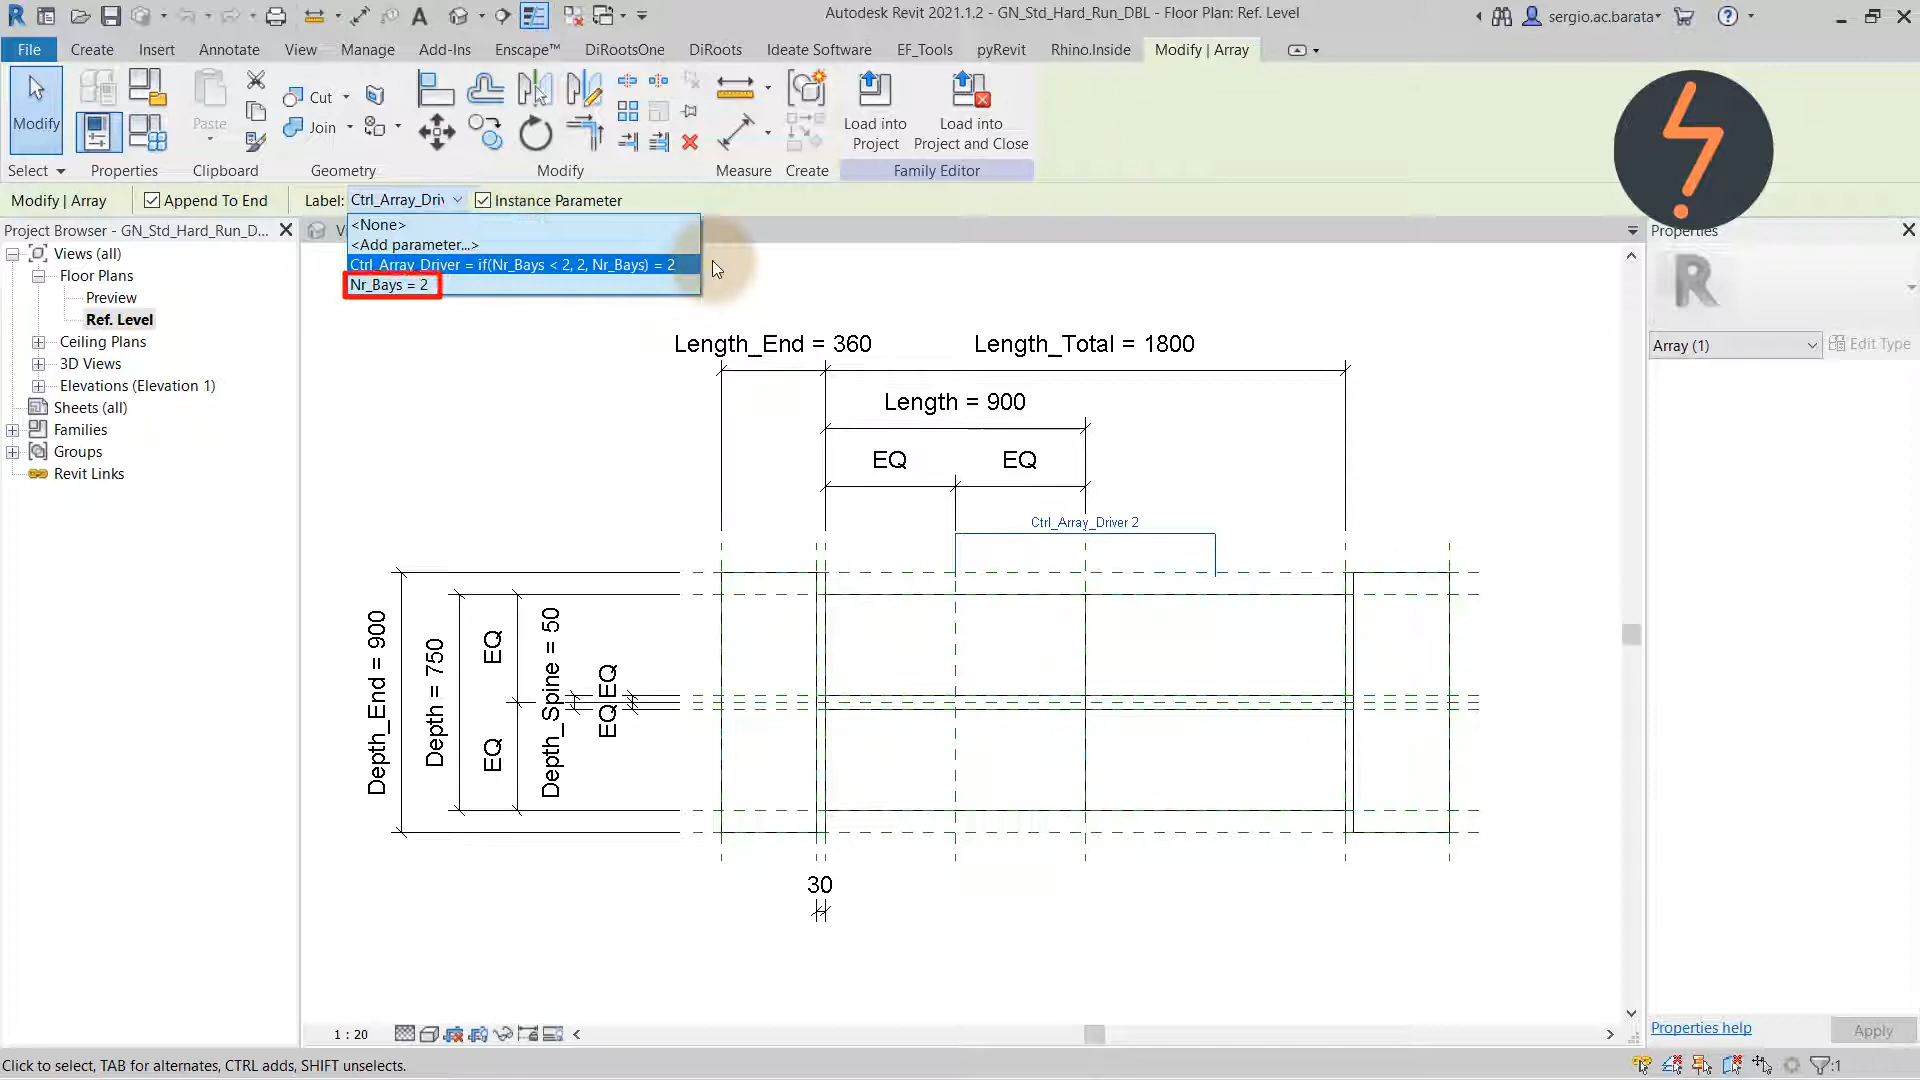 Autodesk Revit 2021.1.2 - GN_Std_Hard_Run_DBL - Floor Plan: Ref. Level
sergio.ac.barata
File Create Insert Annotate View Manage Add-Ins Enscape™ DiRootsOne DiRoots Ideate Software EF_Tools pyRevit Rhino.Inside Modify | Array
Modify
Paste
Cut
Join
Load into Project
Load into Project and Close
Select Properties Clipboard Geometry Modify Measure Create Family Editor
Modify | Array
Append To End
Label: Ctrl_Array_Driv
Instance Parameter
<None>
<Add parameter...>
Ctrl_Array_Driver = if(Nr_Bays < 2, 2, Nr_Bays) = 2
Nr_Bays = 2
Project Browser - GN_Std_Hard_Run_D...
Views (all)
Floor Plans
Preview
Ref. Level
Ceiling Plans
3D Views
Elevations (Elevation 1)
Sheets (all)
Families
Groups
Revit Links
Length_End = 360
Length_Total = 1800
Length = 900
EQ
EQ
Ctrl_Array_Driver 2
Depth_End = 900
Depth = 750
EQ
EQ
Depth_Spine = 50
EQ
EQ
30
Properties
Array (1)
Edit Type
Properties help
Apply
1 : 20
Click to select, TAB for alternates, CTRL adds, SHIFT unselects.
:1